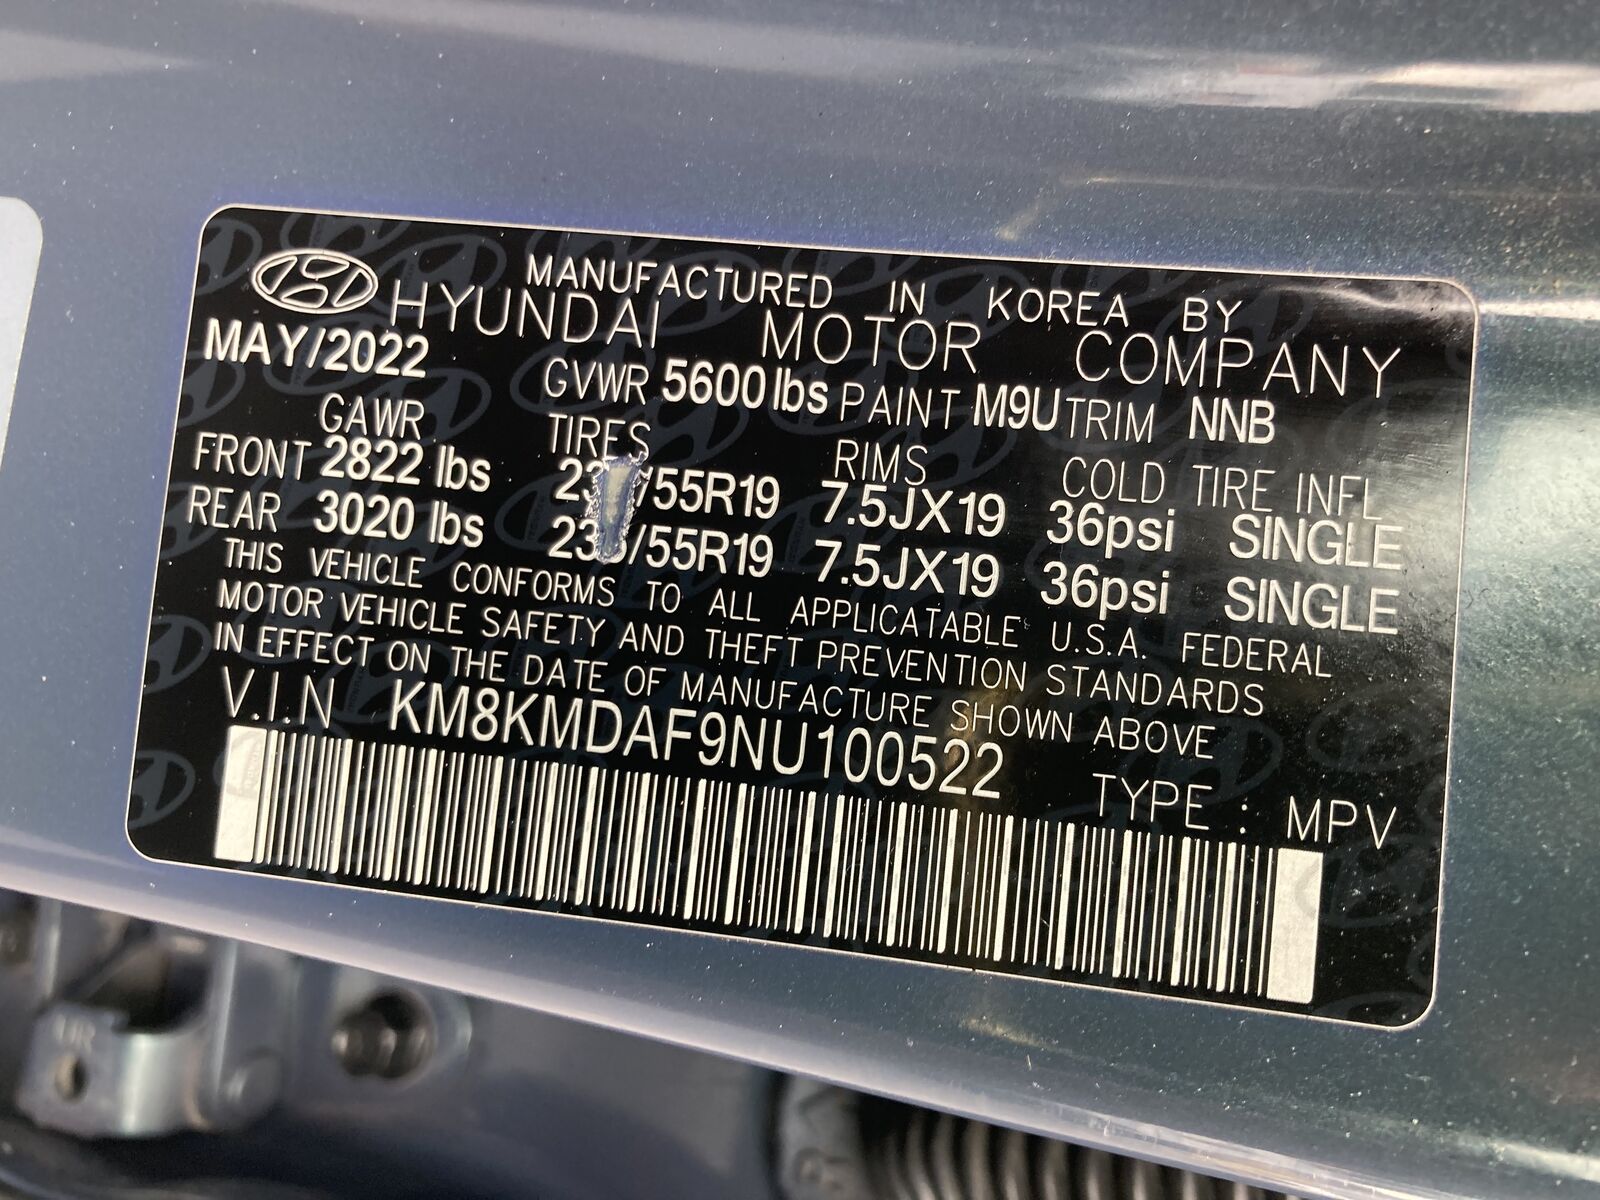 MANUFACTURED IN KOREA BY
HYUNDAI MOTOR COMPANY
MAY/2022 GVWR 5600lbs PAINT M9U TRIM NNB
GAWR TIRES RIMS COLD TIRE INFL
FRONT 2822 lbs /55R19 7.5JX19 36psi SINGLE
REAR 3020 lbs /55R19 7.5JX19 36psi SINGLE
THIS VEHICLE CONFORMS TO ALL APPLICATABLE U.S.A. FEDERAL
MOTOR VEHICLE SAFETY AND THEFT PREVENTION STANDARDS
IN EFFECT ON THE DATE OF MANUFACTURE SHOWN ABOVE
V.I.N KM8KMDAF9NU100522
TYPE : MPV